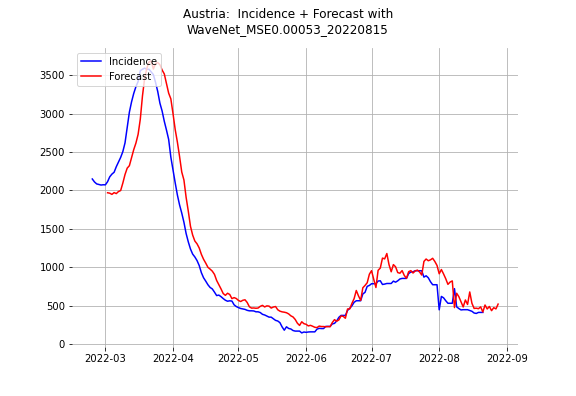 Austria:  Incidence + Forecast with
WaveNet_MSE0.00053_20220815
Incidence
Forecast
3500
3000
2500
2000
1500
1000
500
0
2022-03 2022-04 2022-05 2022-06 2022-07 2022-08 2022-09